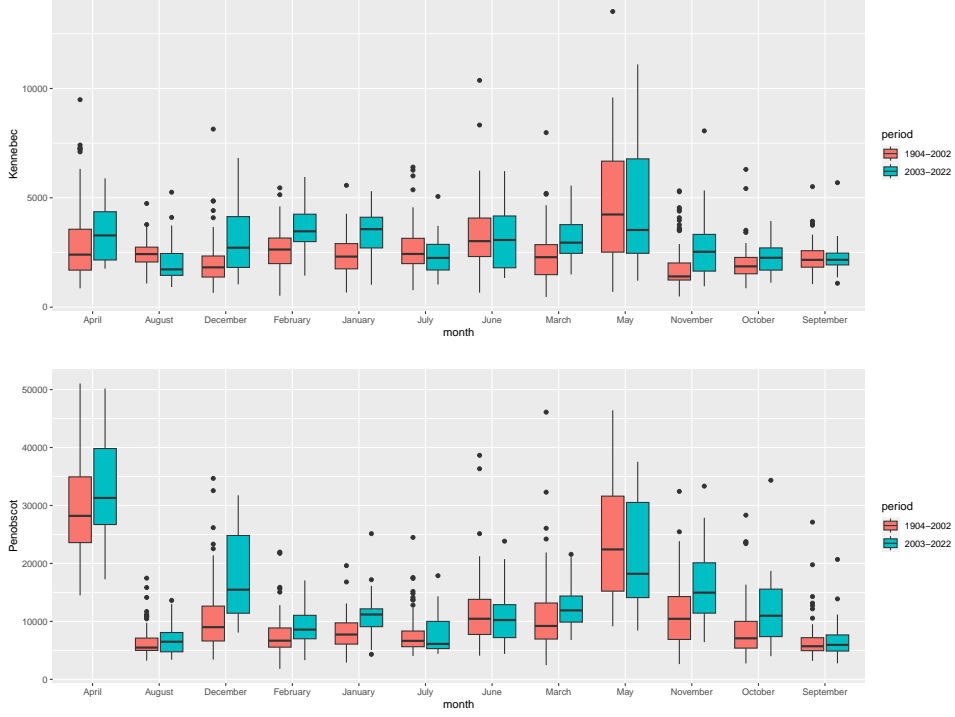 Kennebec
10000
5000
0
April August December February January July June March May November October September
month
period
1904−2002
2003−2022
Penobscot
50000
40000
30000
20000
10000
0
April August December February January July June March May November October September
month
period
1904−2002
2003−2022